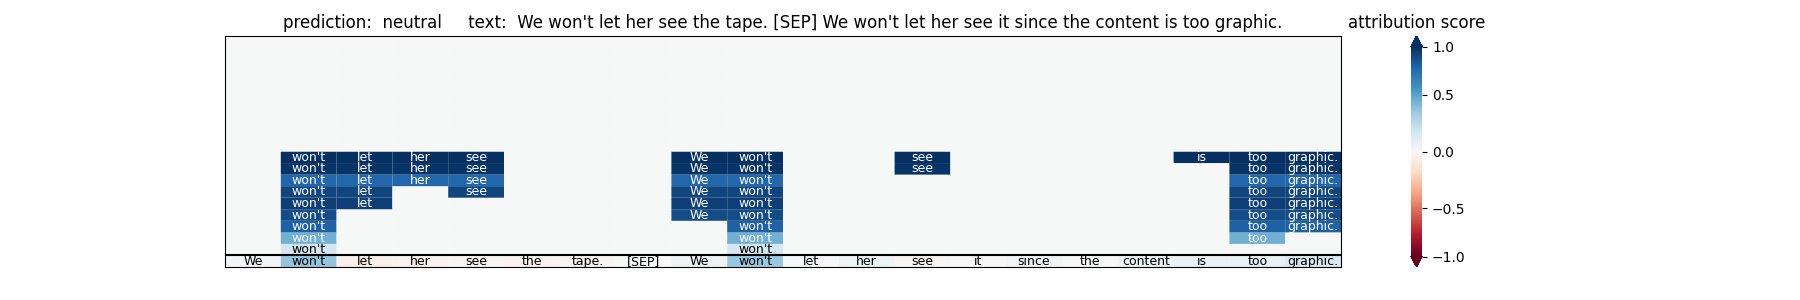 prediction: neutral text: We won't let her see the tape. [SEP] We won't let her see it since the content is too graphic. attribution score
1.0
0.5
0.0
−0.5
−1.0
won't let her see We won't see is too graphic.
won't let her see We won't see too graphic.
won't let her see We won't too graphic.
won't let see We won't too graphic.
won't let We won't too graphic.
won't We won't too graphic.
won't won't too graphic.
won't won't too
won't won't
We won't let her see the tape. [SEP] We won't let her see it since the content is too graphic.